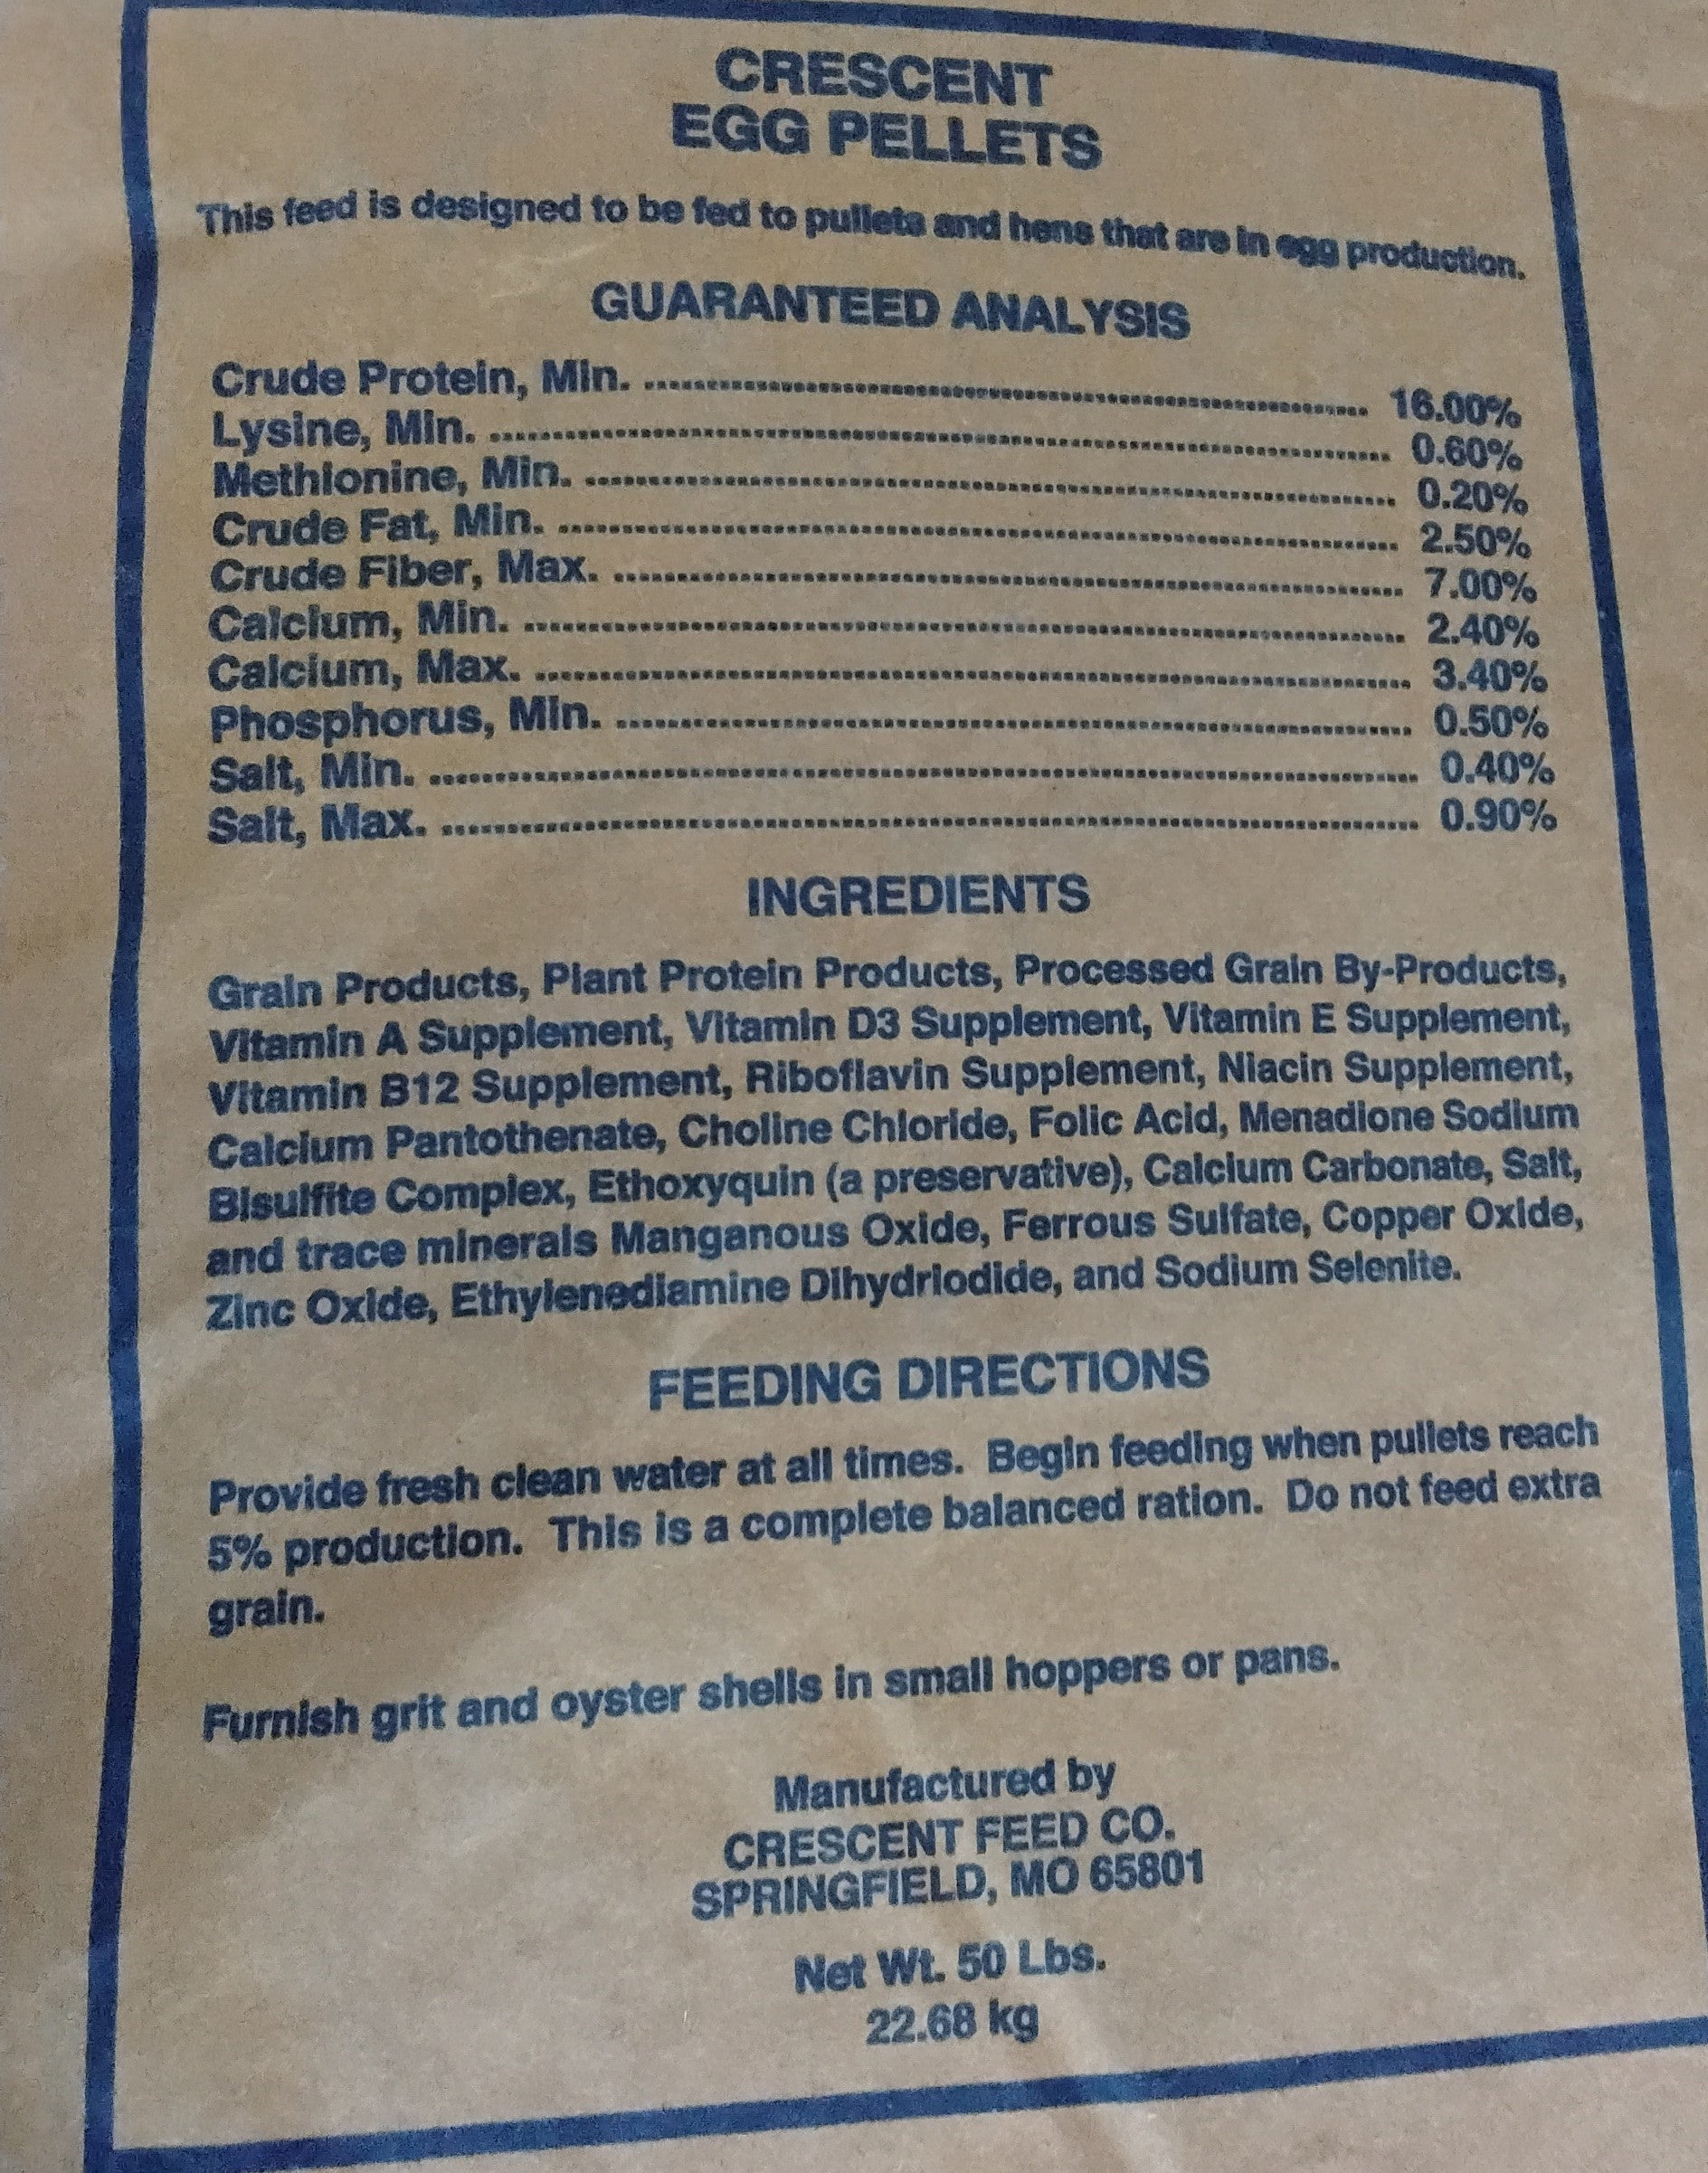 CRESCENT
EGG PELLETS
This feed is designed to be fed to pullets and hens that are in egg production.
GUARANTEED ANALYSIS
Crude Protein, Min. ........................ 16.00%
Lysine, Min. ........................ 0.60%
Methionine, Min. ........................ 0.20%
Crude Fat, Min. ........................ 2.50%
Crude Fiber, Max. ........................ 7.00%
Calcium, Min. ........................ 2.40%
Calcium, Max. ........................ 3.40%
Phosphorus, Min. ........................ 0.50%
Salt, Min. ........................ 0.40%
Salt, Max. ........................ 0.90%
INGREDIENTS
Grain Products, Plant Protein Products, Processed Grain By-Products,
Vitamin A Supplement, Vitamin D3 Supplement, Vitamin E Supplement,
Vitamin B12 Supplement, Riboflavin Supplement, Niacin Supplement,
Calcium Pantothenate, Choline Chloride, Folic Acid, Menadione Sodium
Bisulfite Complex, Ethoxyquin (a preservative), Calcium Carbonate, Salt,
and trace minerals Manganous Oxide, Ferrous Sulfate, Copper Oxide,
Zinc Oxide, Ethylenediamine Dihydriodide, and Sodium Selenite.
FEEDING DIRECTIONS
Provide fresh clean water at all times. Begin feeding when pullets reach
5% production. This is a complete balanced ration. Do not feed extra
grain.
Furnish grit and oyster shells in small hoppers or pans.
Manufactured by
CRESCENT FEED CO.
SPRINGFIELD, MO 65801
Net Wt. 50 Lbs.
22.68 kg